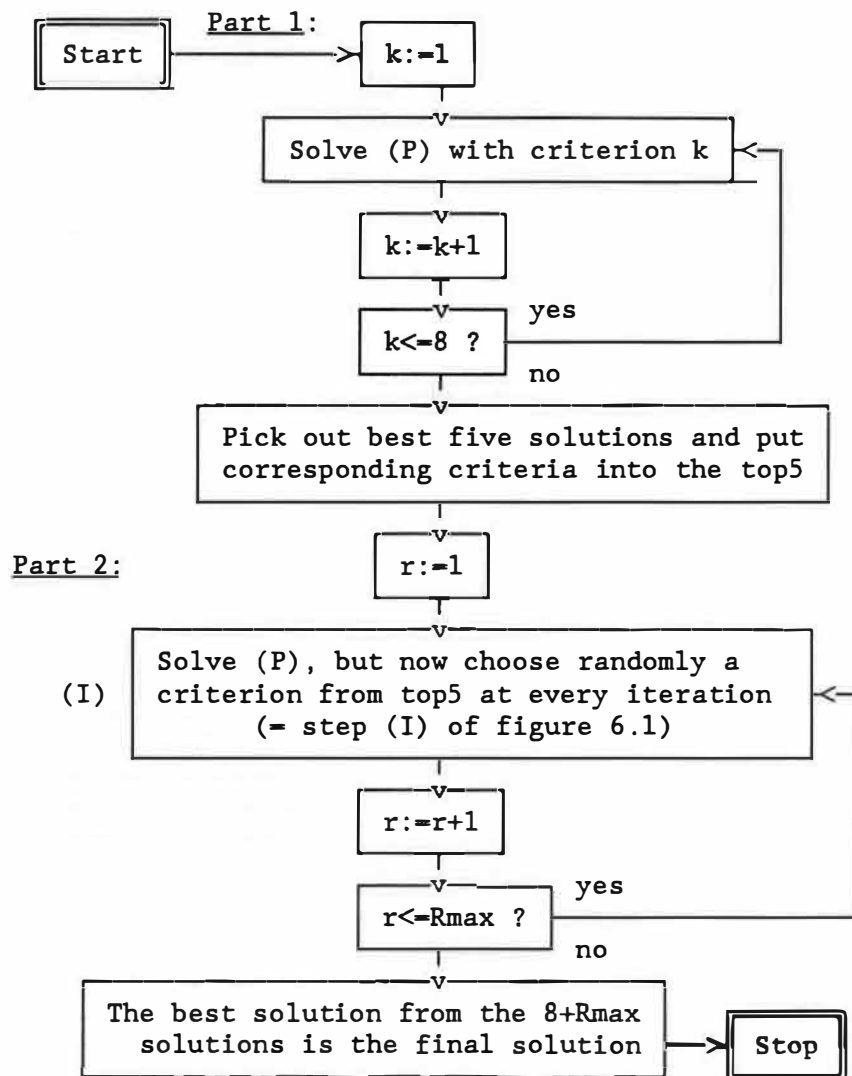 Part 1:
Start
k:=1
Solve (P) with criterion k
k:=k+1
yes
k<=8 ?
no
Pick out best five solutions and put
corresponding criteria into the top5
Part 2:
r:=1
Solve (P), but now choose randomly a
(I)
criterion from top5 at every iteration
(= step (I) of figure 6.1)
r:=r+1
yes
r<=Rmax ?
no
The best solution from the 8+Rmax
solutions is the final solution
Stop